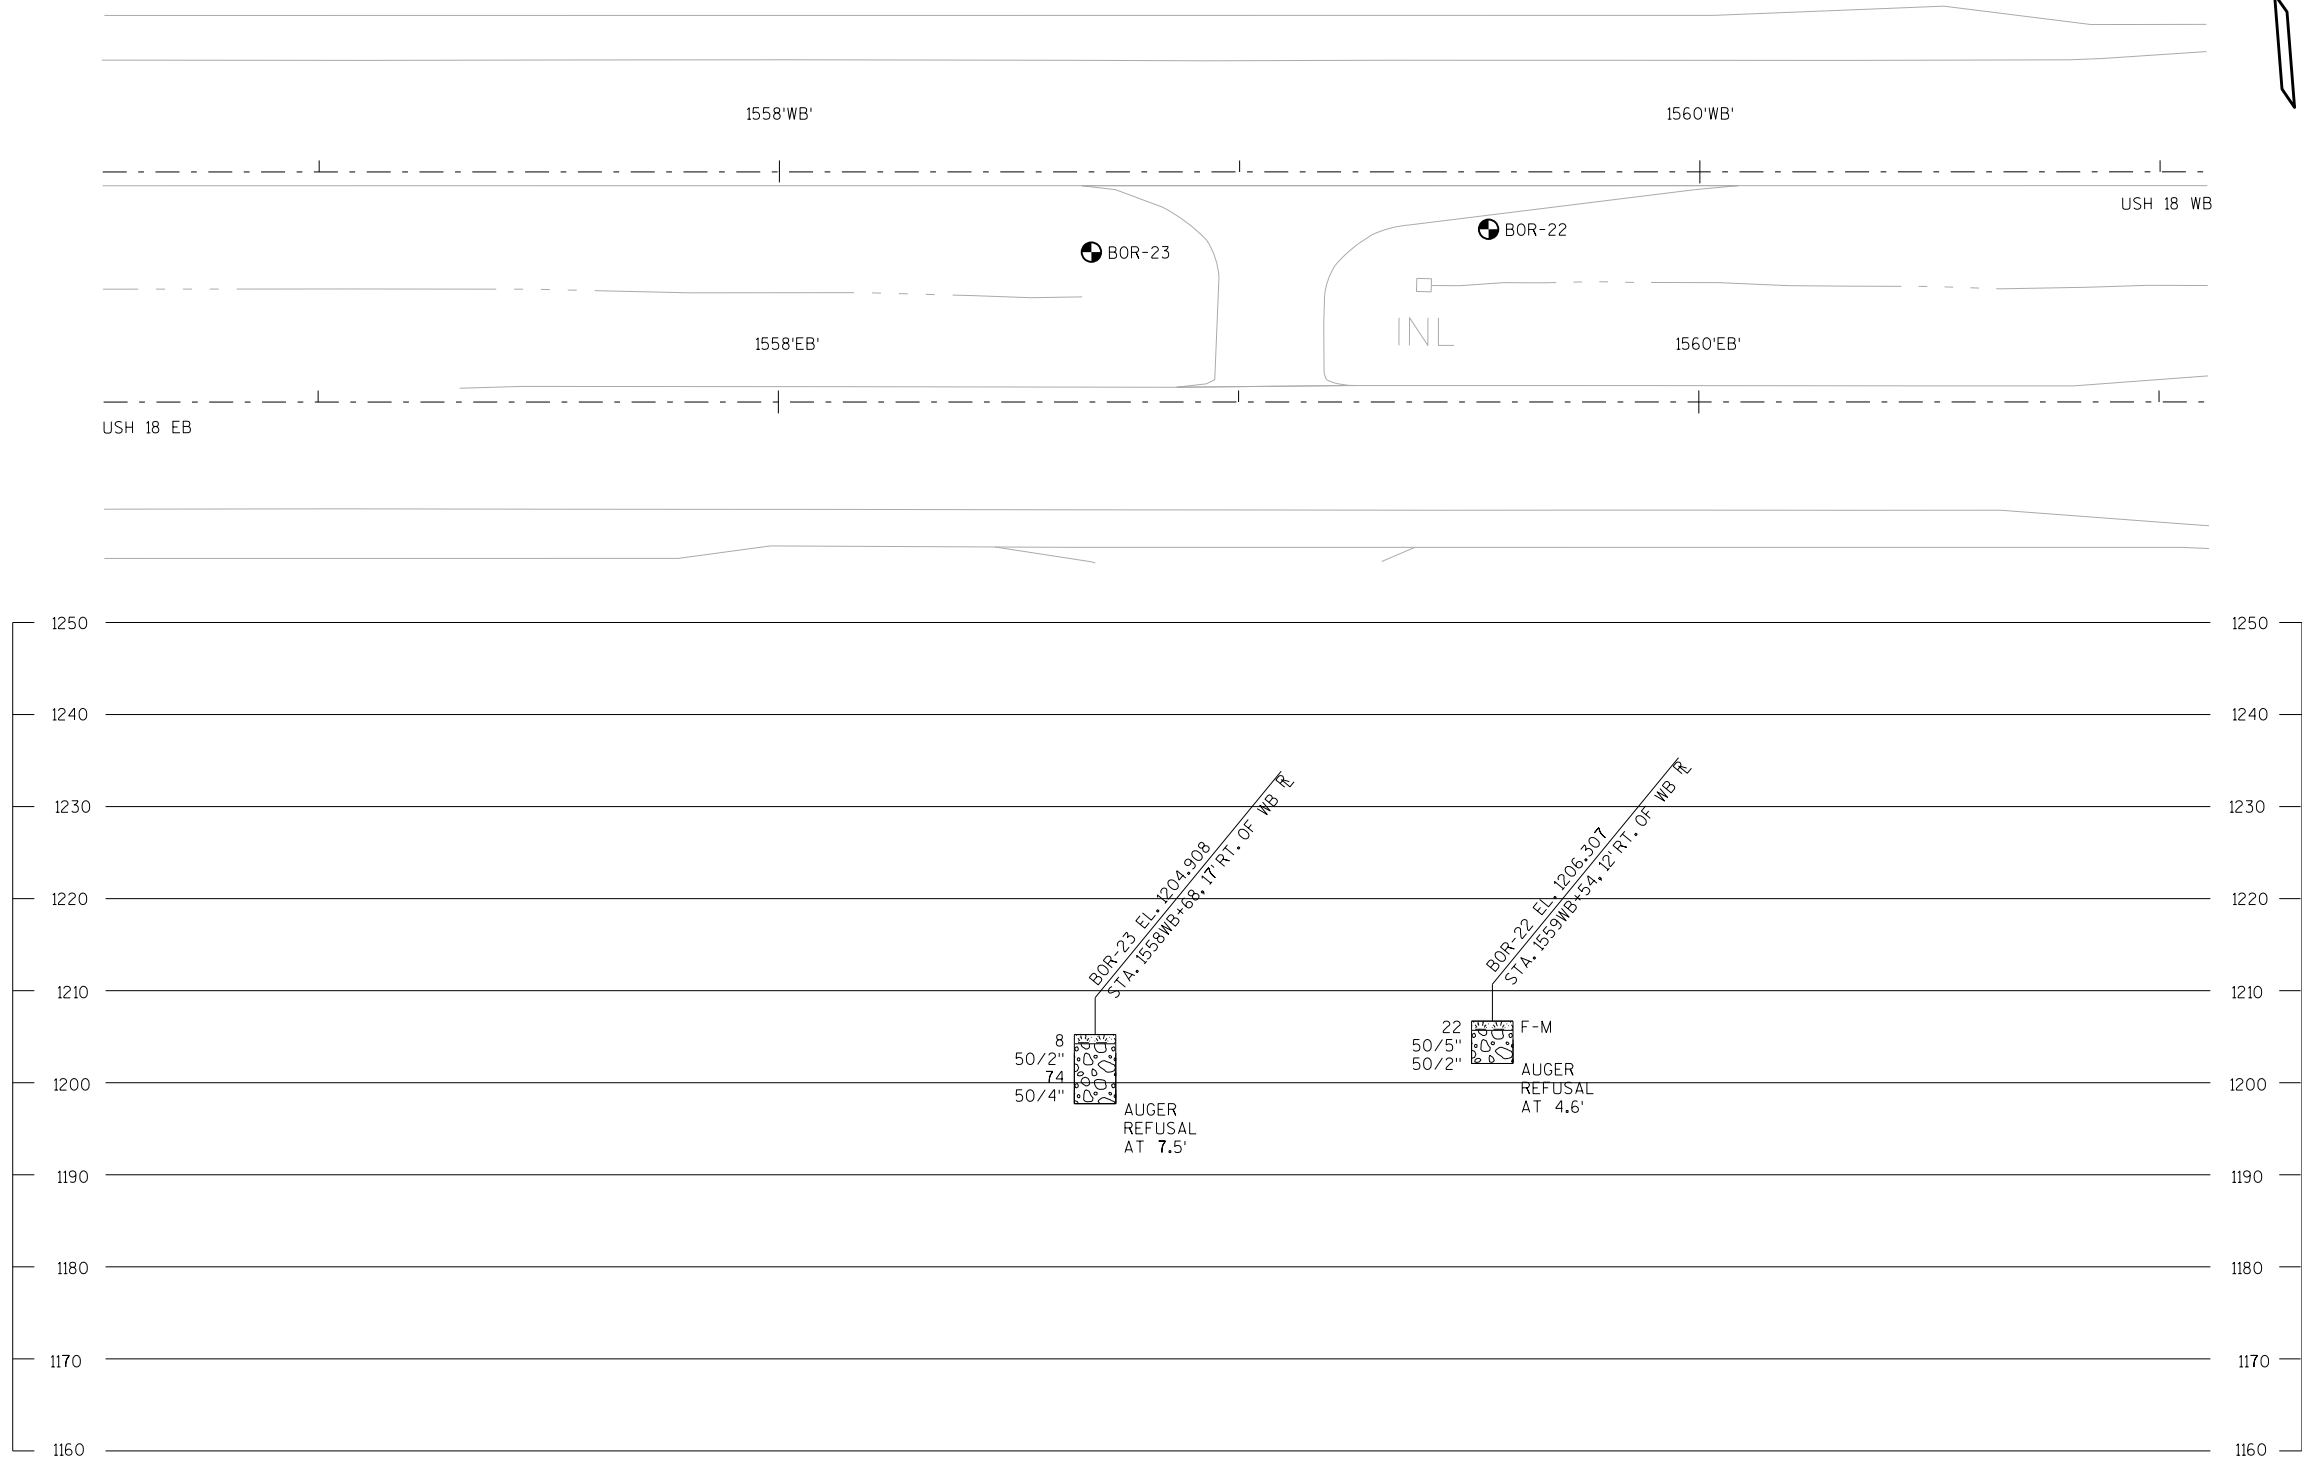 1558'WB'
1560'WB'
USH 18 WB
BOR-23
BOR-22
INL
1558'EB'
1560'EB'
USH 18 EB
1250
1250
1240
1240
1230
1230
1220
1220
1210
1210
1200
1200
1190
1190
1180
1180
1170
1170
1160
1160
BOR-23 EL. 1204.908
STA. 1558WB+68, 17' RT. OF WB RL
8
50/2"
74
50/4"
AUGER
REFUSAL
AT 7.5'
BOR-22 EL. 1206.307
STA. 1559WB+54, 12' RT. OF WB RL
22
50/5"
50/2"
F-M
AUGER
REFUSAL
AT 4.6'